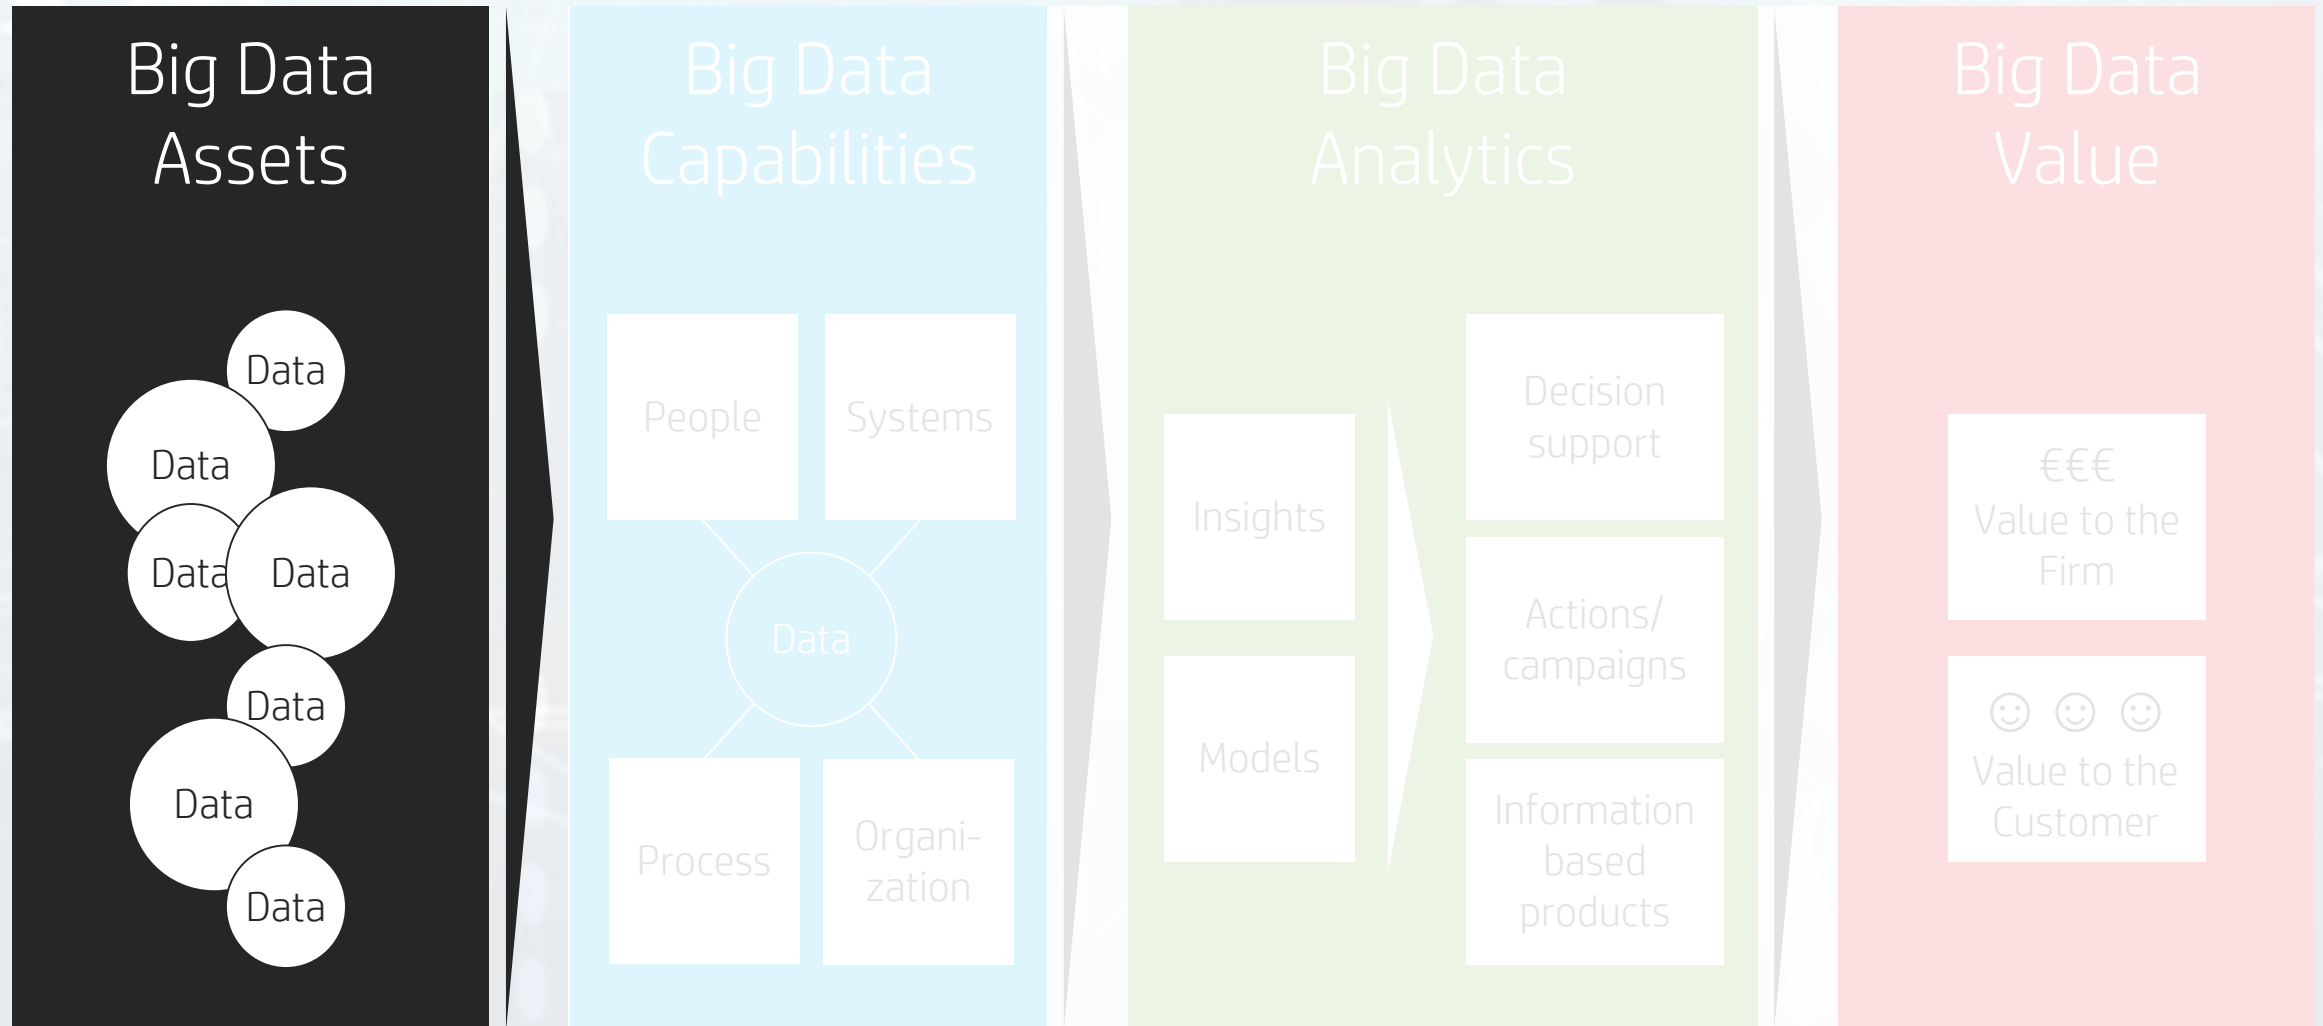 Big Data
Assets
Data
Data
Data
Data
Data
Data
Data
Big Data
Capabilities
People
Systems
Data
Process
Organi-
zation
Big Data
Analytics
Insights
Models
Decision
support
Actions/
campaigns
Information
based
products
Big Data
Value
€€€
Value to the
Firm
☺☺☺
Value to the
Customer